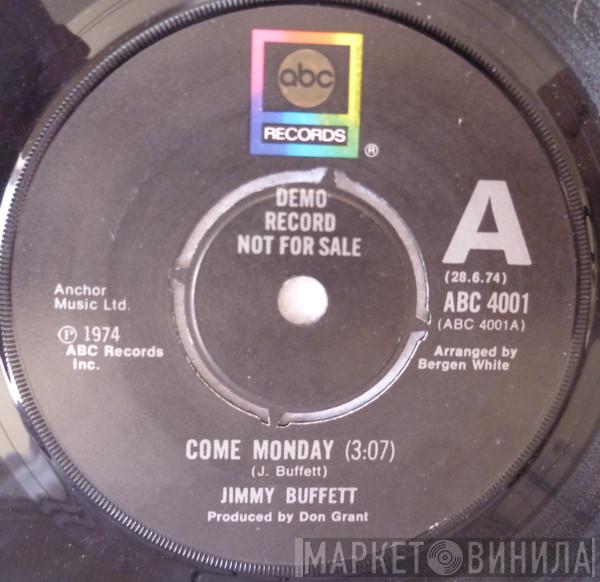 abc
RECORDS
®
DEMO
RECORD
NOT FOR SALE
A
(28.6.74)
ABC 4001
(ABC 4001A)
Anchor
Music Ltd.
Ⓟ 1974
ABC Records
Inc.
Arranged by
Bergen White
COME MONDAY (3:07)
(J. Buffett)
JIMMY BUFFETT
Produced by Don Grant
МАРКЕТ ВИНИЛА